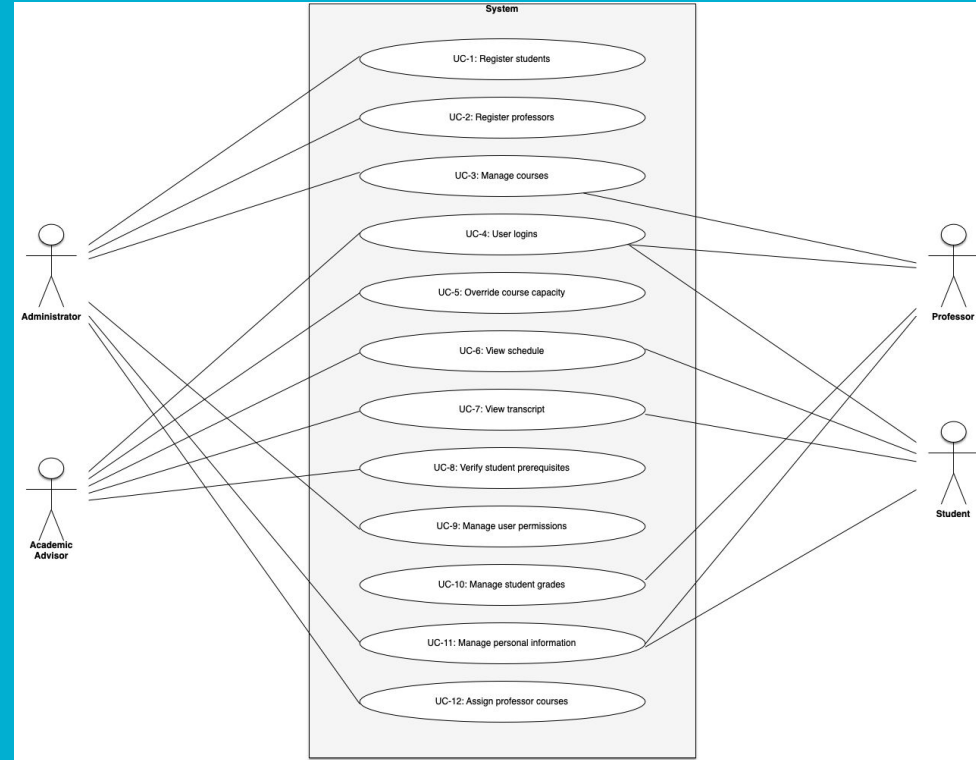 System
UC-1: Register students
UC-2: Register professors
UC-3: Manage courses
UC-4: User logins
UC-5: Override course capacity
UC-6: View schedule
UC-7: View transcript
UC-8: Verify student prerequisites
UC-9: Manage user permissions
UC-10: Manage student grades
UC-11: Manage personal information
UC-12: Assign professor courses
Administrator
Academic
Advisor
Professor
Student